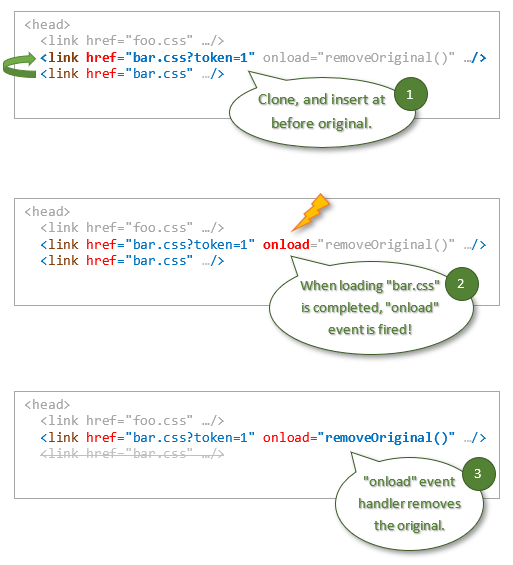 <head>
<link href="foo.css" …/>
<link href="bar.css?token=1" onload="removeOriginal()" …/>
<link href="bar.css" …/>
Clone, and insert at
before original.
1
<head>
<link href="foo.css" …/>
<link href="bar.css?token=1" onload="removeOriginal()" …/>
<link href="bar.css" …/>
When loading "bar.css"
is completed, "onload"
event is fired!
2
<head>
<link href="foo.css" …/>
<link href="bar.css?token=1" onload="removeOriginal()" …/>
<link href="bar.css" …/>
"onload" event
handler removes
the original.
3